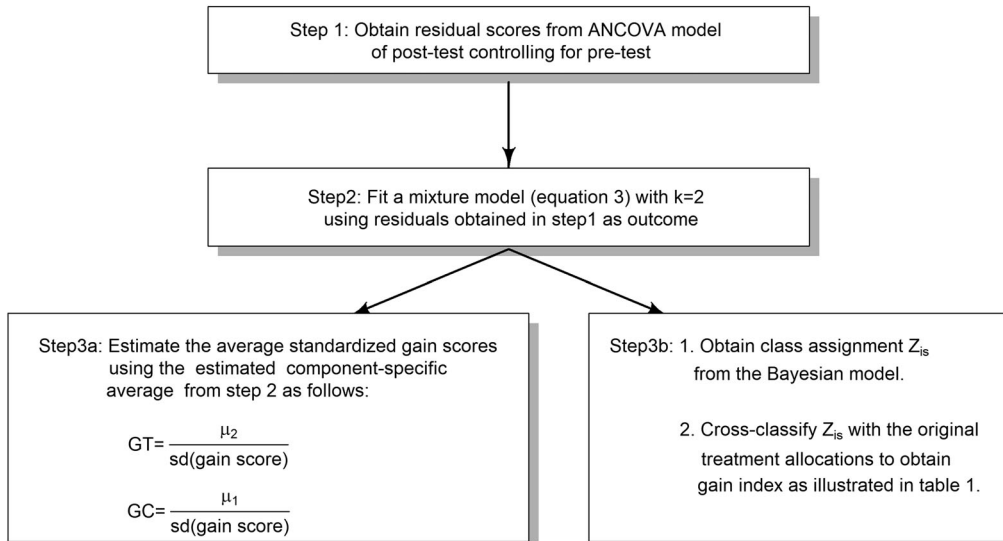 Step 1: Obtain residual scores from ANCOVA model
of post-test controlling for pre-test
Step2: Fit a mixture model (equation 3) with k=2
using residuals obtained in step1 as outcome
Step3a: Estimate the average standardized gain scores
using the estimated component-specific
average from step 2 as follows:
GT= μ₂ / sd(gain score)
GC= μ₁ / sd(gain score)
Step3b: 1. Obtain class assignment Zᵢₛ
from the Bayesian model.
2. Cross-classify Zᵢₛ with the original
treatment allocations to obtain
gain index as illustrated in table 1.